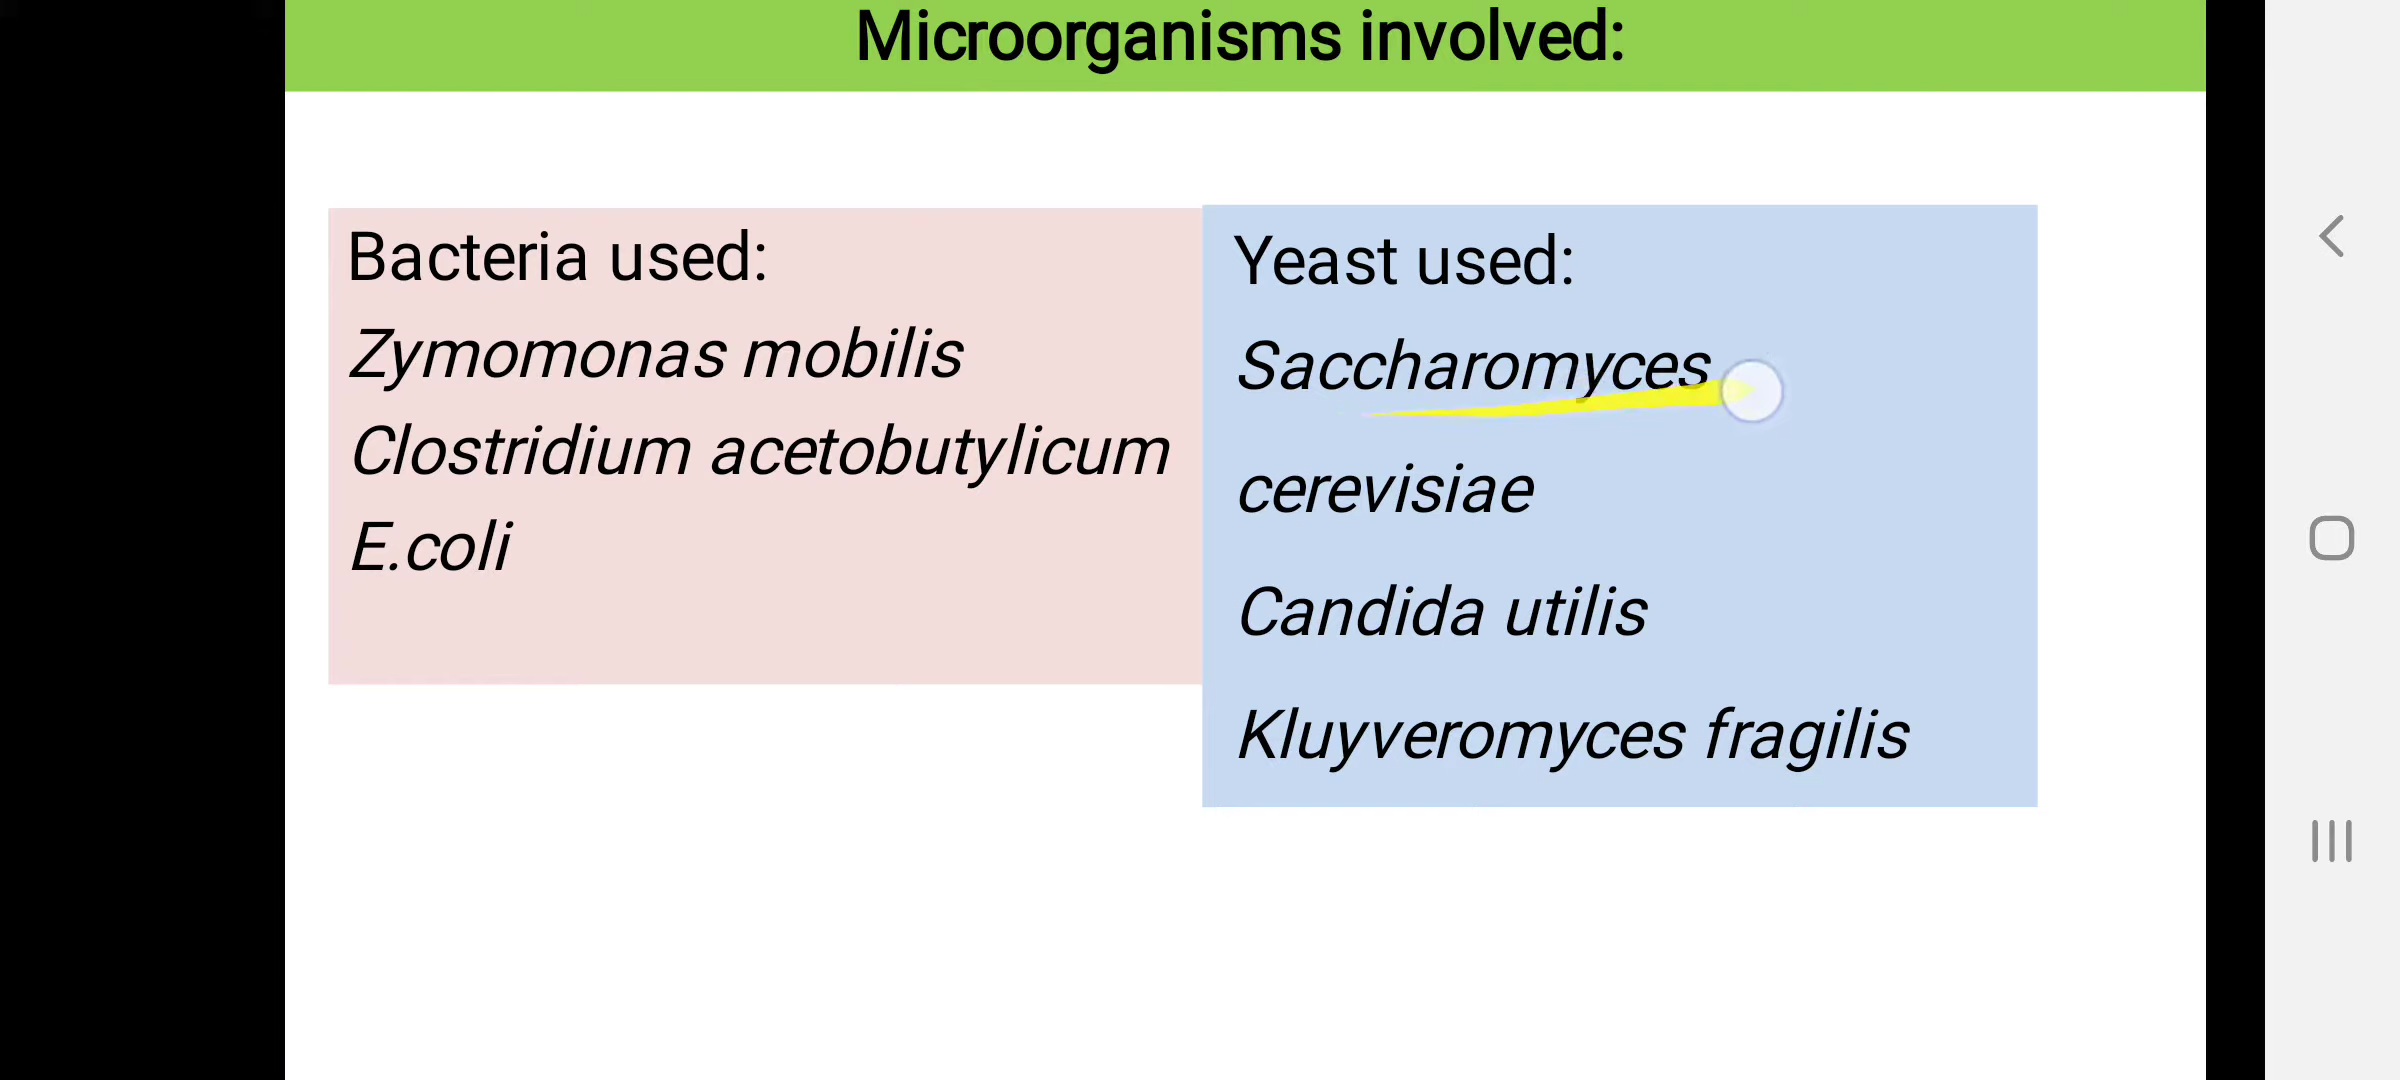 Microorganisms involved:
Bacteria used:
Zymomonas mobilis
Clostridium acetobutylicum
E.coli
Yeast used:
Saccharomyces
cerevisiae
Candida utilis
Kluyveromyces fragilis